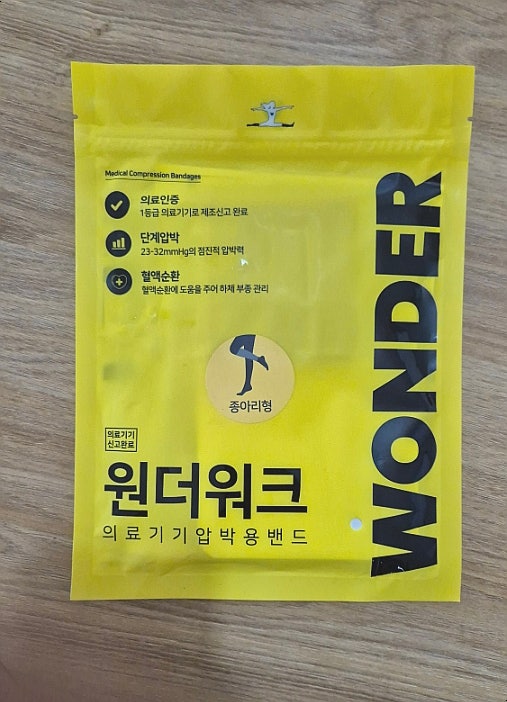 Medical Compression Bandages
의료인증
1등급 의료기기로 제조신고 완료
단계압박
23-32mmHg의 점진적 압박력
혈액순환
혈액순환에 도움을 주어 하체 부종 관리
종아리형
의료기기
신고완료
원더워크
의료기기압박용밴드
WONDER